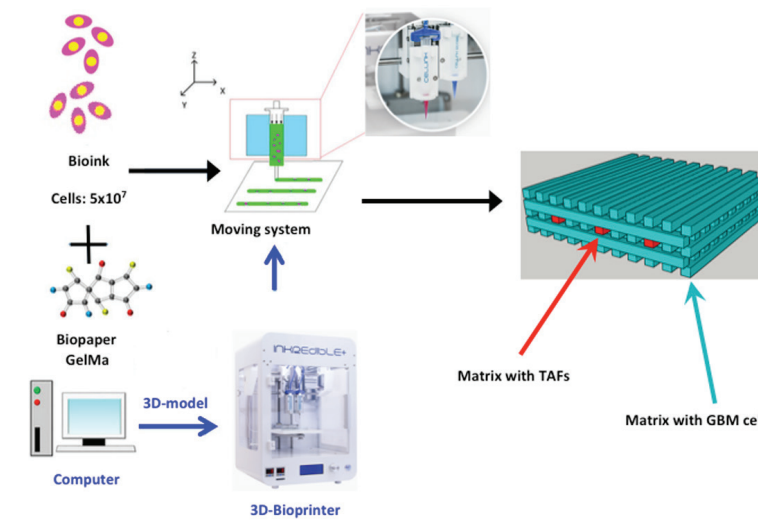 Z
X
Y
CELLINK
Bioink
Cells: 5x10⁷
Moving system
Biopaper
GelMa
INKREDIBLE+
3D-model
Computer
3D-Bioprinter
Matrix with TAFs
Matrix with GBM ce